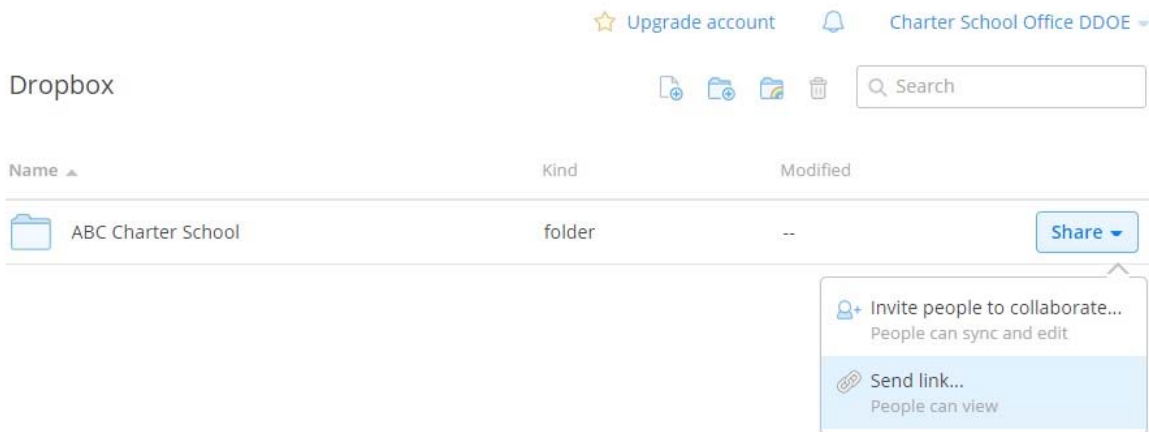 Upgrade account Charter School Office DDOE
Dropbox Search
Name Kind Modified
ABC Charter School folder -- Share
Invite people to collaborate...
People can sync and edit
Send link...
People can view